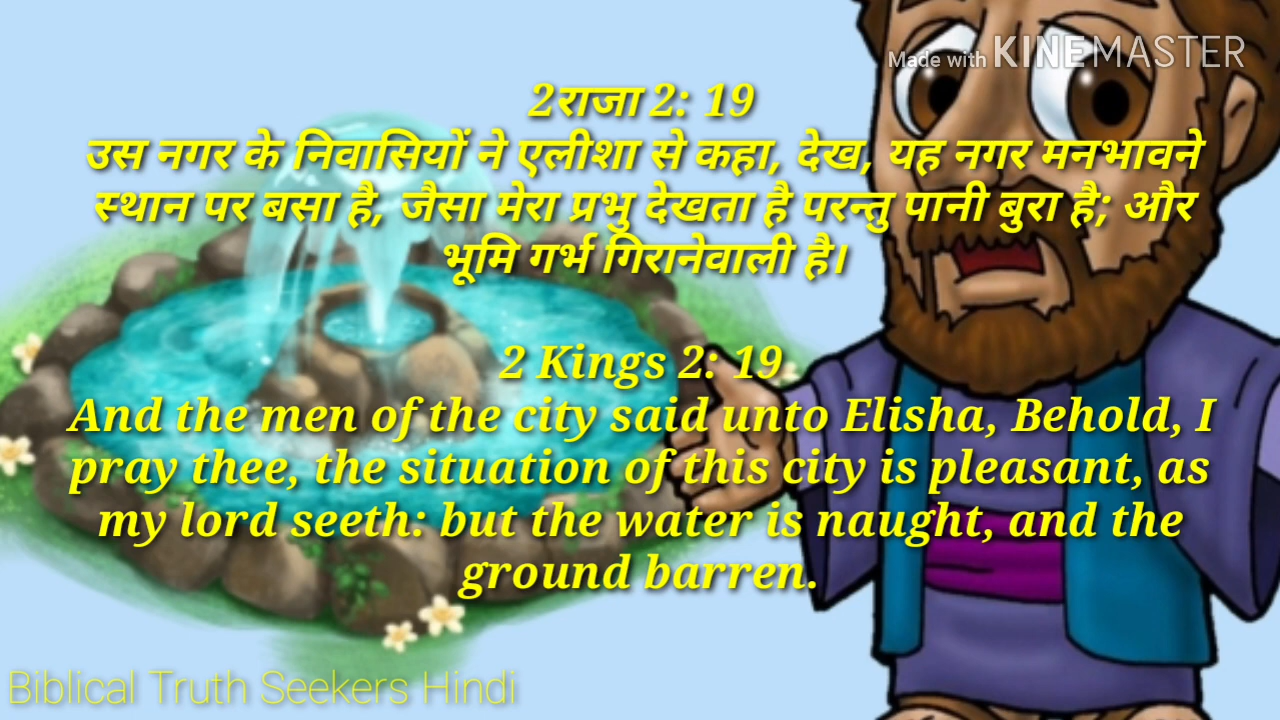 Made with KINEMASTER
2राजा 2: 19
उस नगर के निवासियों ने एलीशा से कहा, देख, यह नगर मनभावने
स्थान पर बसा है, जैसा मेरा प्रभु देखता है परन्तु पानी बुरा है; और
भूमि गर्भ गिरानेवाली है।
2 Kings 2: 19
And the men of the city said unto Elisha, Behold, I
pray thee, the situation of this city is pleasant, as
my lord seeth: but the water is naught, and the
ground barren.
Biblical Truth Seekers Hindi